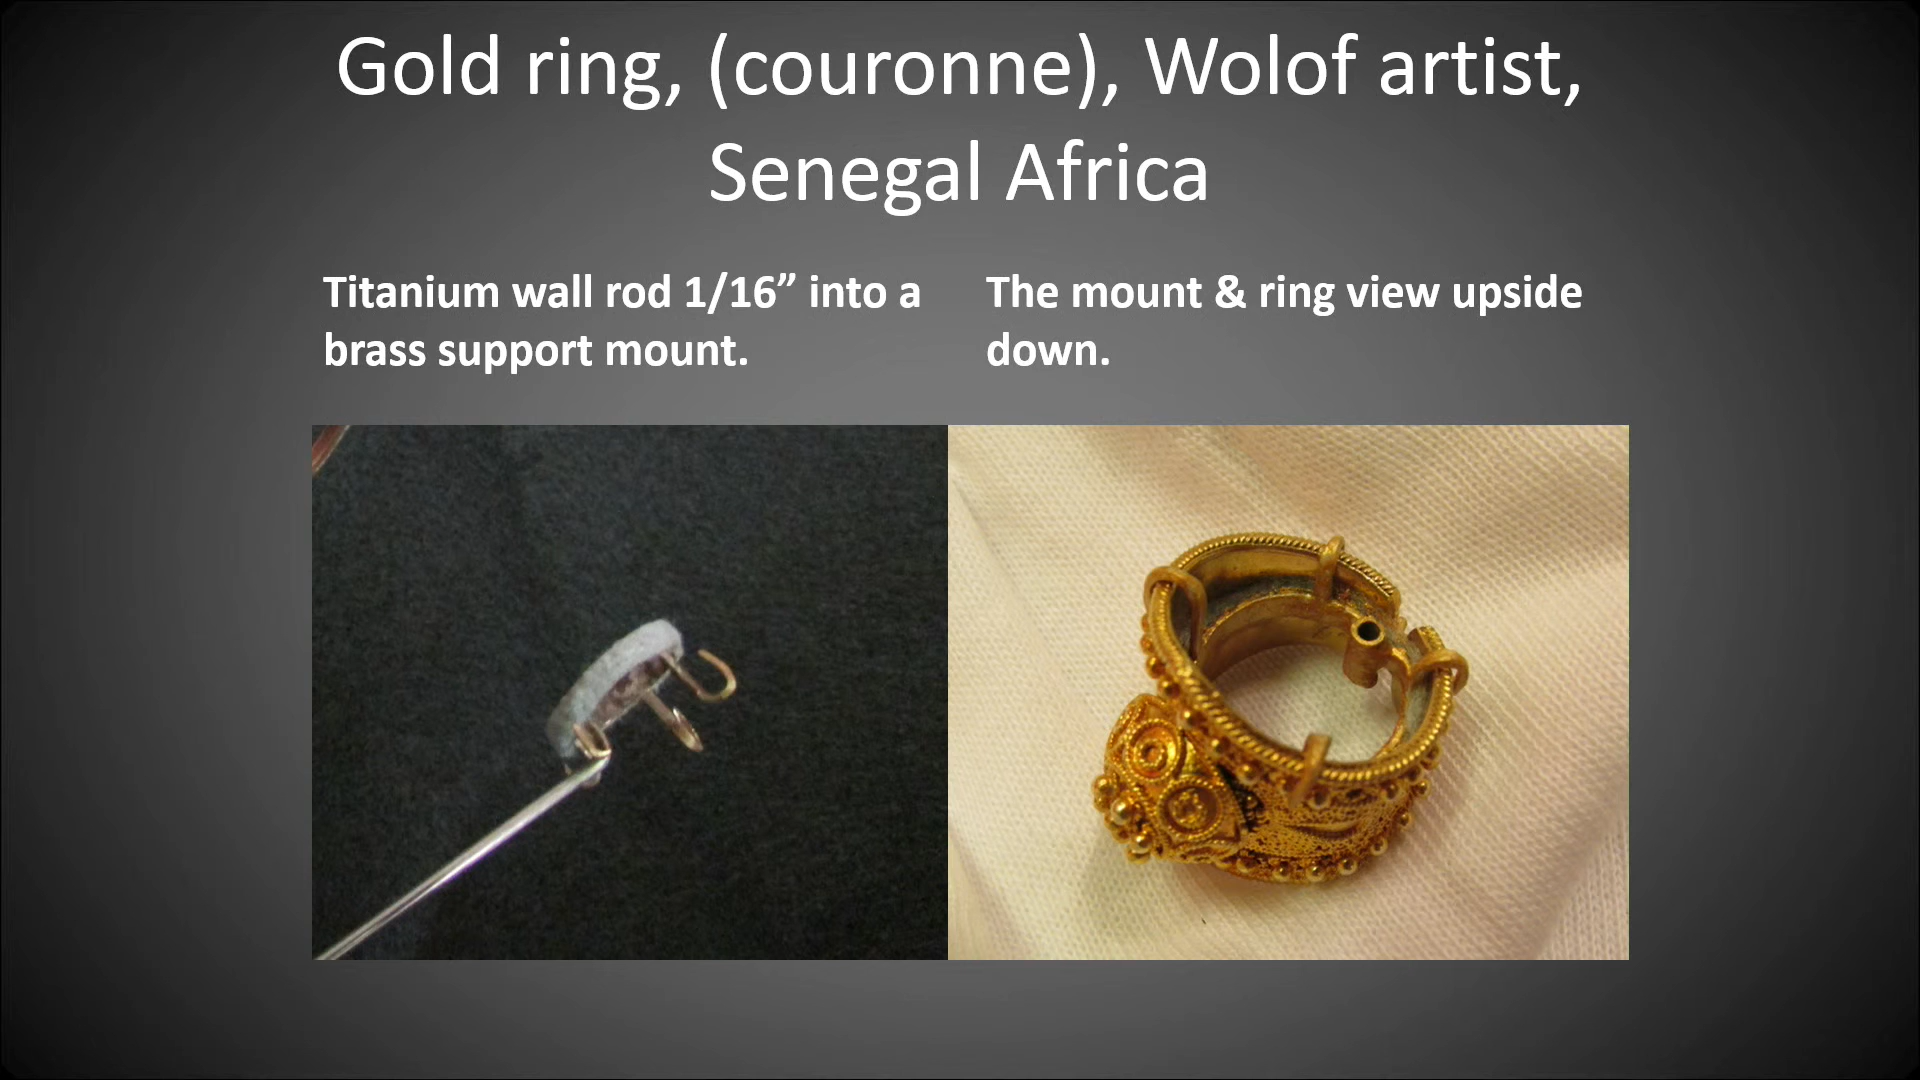 Gold ring, (couronne), Wolof artist,
Senegal Africa
Titanium wall rod 1/16” into a
brass support mount.
The mount & ring view upside
down.